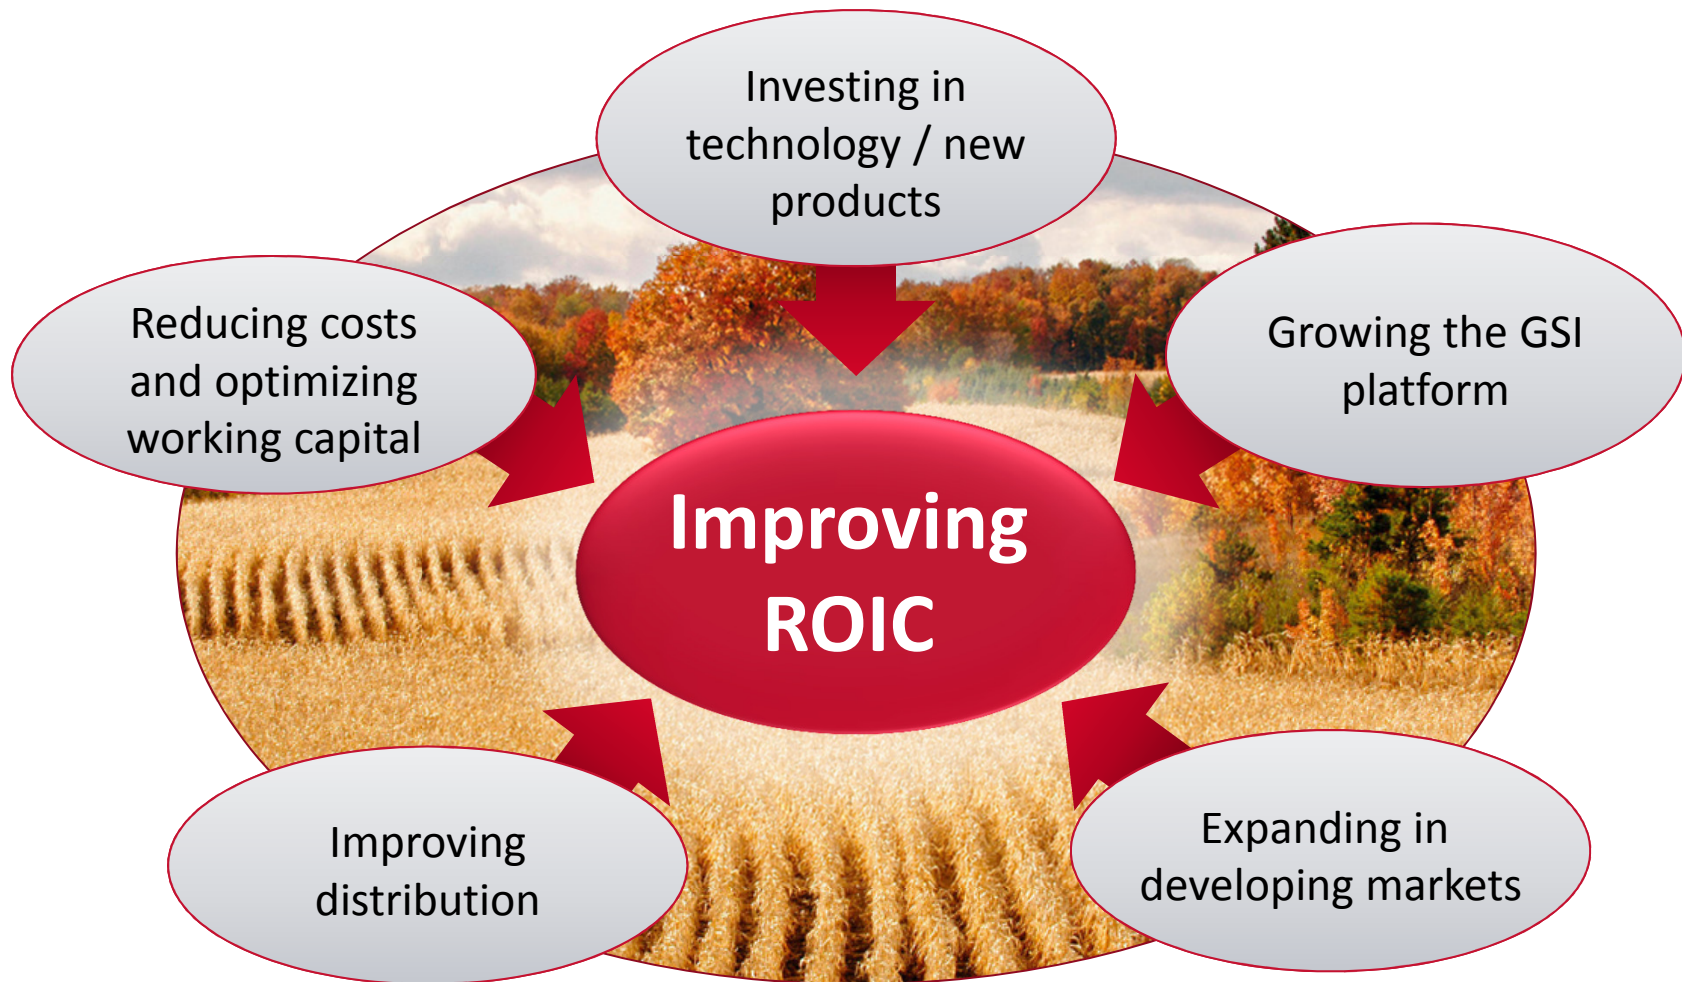 Investing in
technology / new
products
Growing the GSI
platform
Expanding in
developing markets
Improving
distribution
Reducing costs
and optimizing
working capital
Improving
ROIC